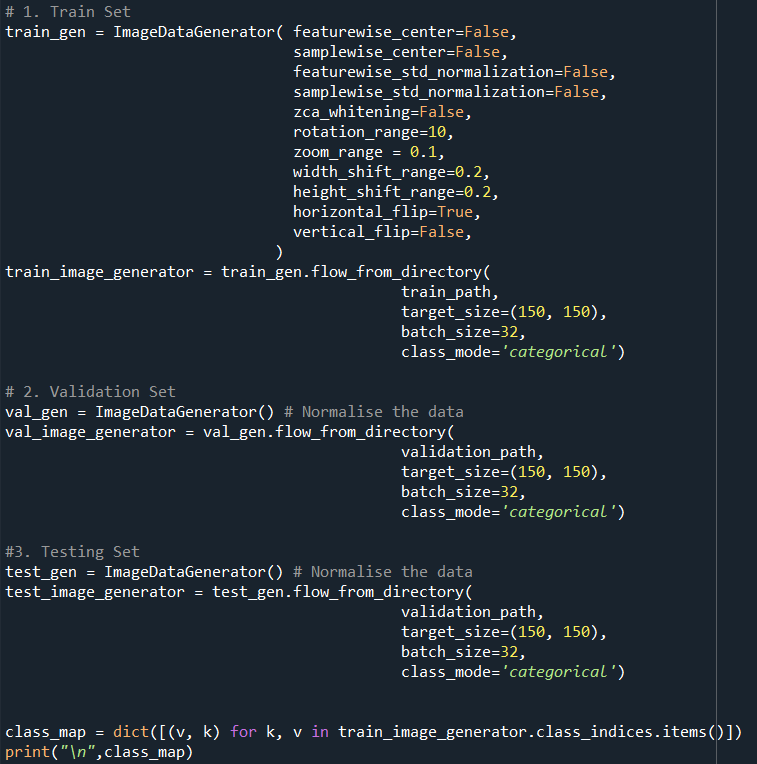 # 1. Train Set
train_gen = ImageDataGenerator( featurewise_center=False,
samplewise_center=False,
featurewise_std_normalization=False,
samplewise_std_normalization=False,
zca_whitening=False,
rotation_range=10,
zoom_range = 0.1,
width_shift_range=0.2,
height_shift_range=0.2,
horizontal_flip=True,
vertical_flip=False,
)
train_image_generator = train_gen.flow_from_directory(
train_path,
target_size=(150, 150),
batch_size=32,
class_mode='categorical')
# 2. Validation Set
val_gen = ImageDataGenerator() # Normalise the data
val_image_generator = val_gen.flow_from_directory(
validation_path,
target_size=(150, 150),
batch_size=32,
class_mode='categorical')
#3. Testing Set
test_gen = ImageDataGenerator() # Normalise the data
test_image_generator = test_gen.flow_from_directory(
validation_path,
target_size=(150, 150),
batch_size=32,
class_mode='categorical')
class_map = dict([(v, k) for k, v in train_image_generator.class_indices.items()])
print("\n",class_map)